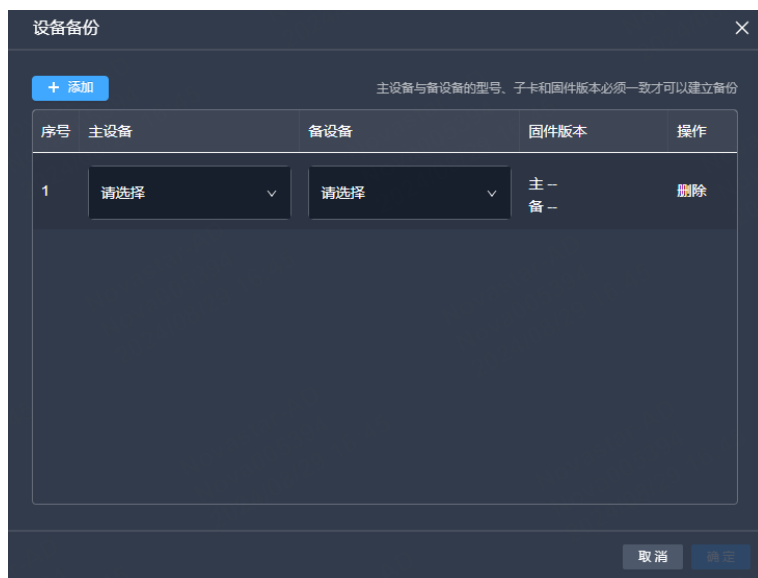 设备备份
+ 添加
主设备与备设备的型号、子卡和固件版本必须一致才可以建立备份
序号 主设备 备设备 固件版本 操作
1 请选择 请选择 主 -- 删除
备 --
取消 确定